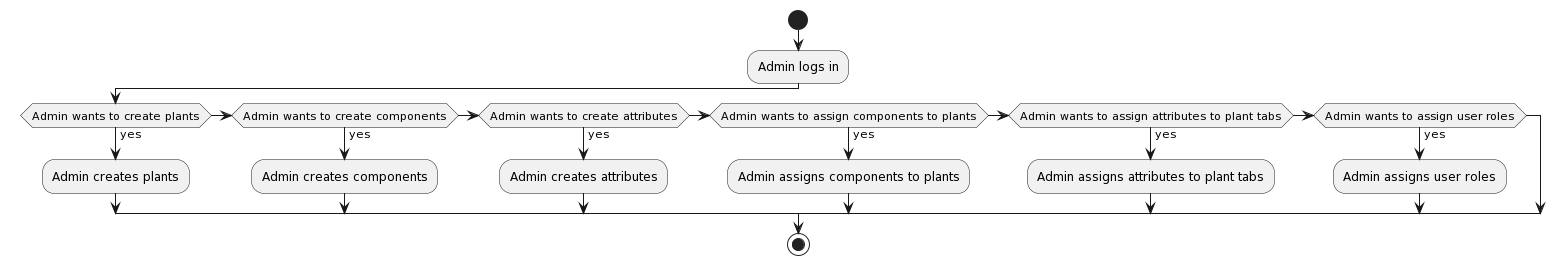 Admin logs in
Admin wants to create plants
Admin wants to create components
Admin wants to create attributes
Admin wants to assign components to plants
Admin wants to assign attributes to plant tabs
Admin wants to assign user roles
yes
yes
yes
yes
yes
yes
Admin creates plants
Admin creates components
Admin creates attributes
Admin assigns components to plants
Admin assigns attributes to plant tabs
Admin assigns user roles